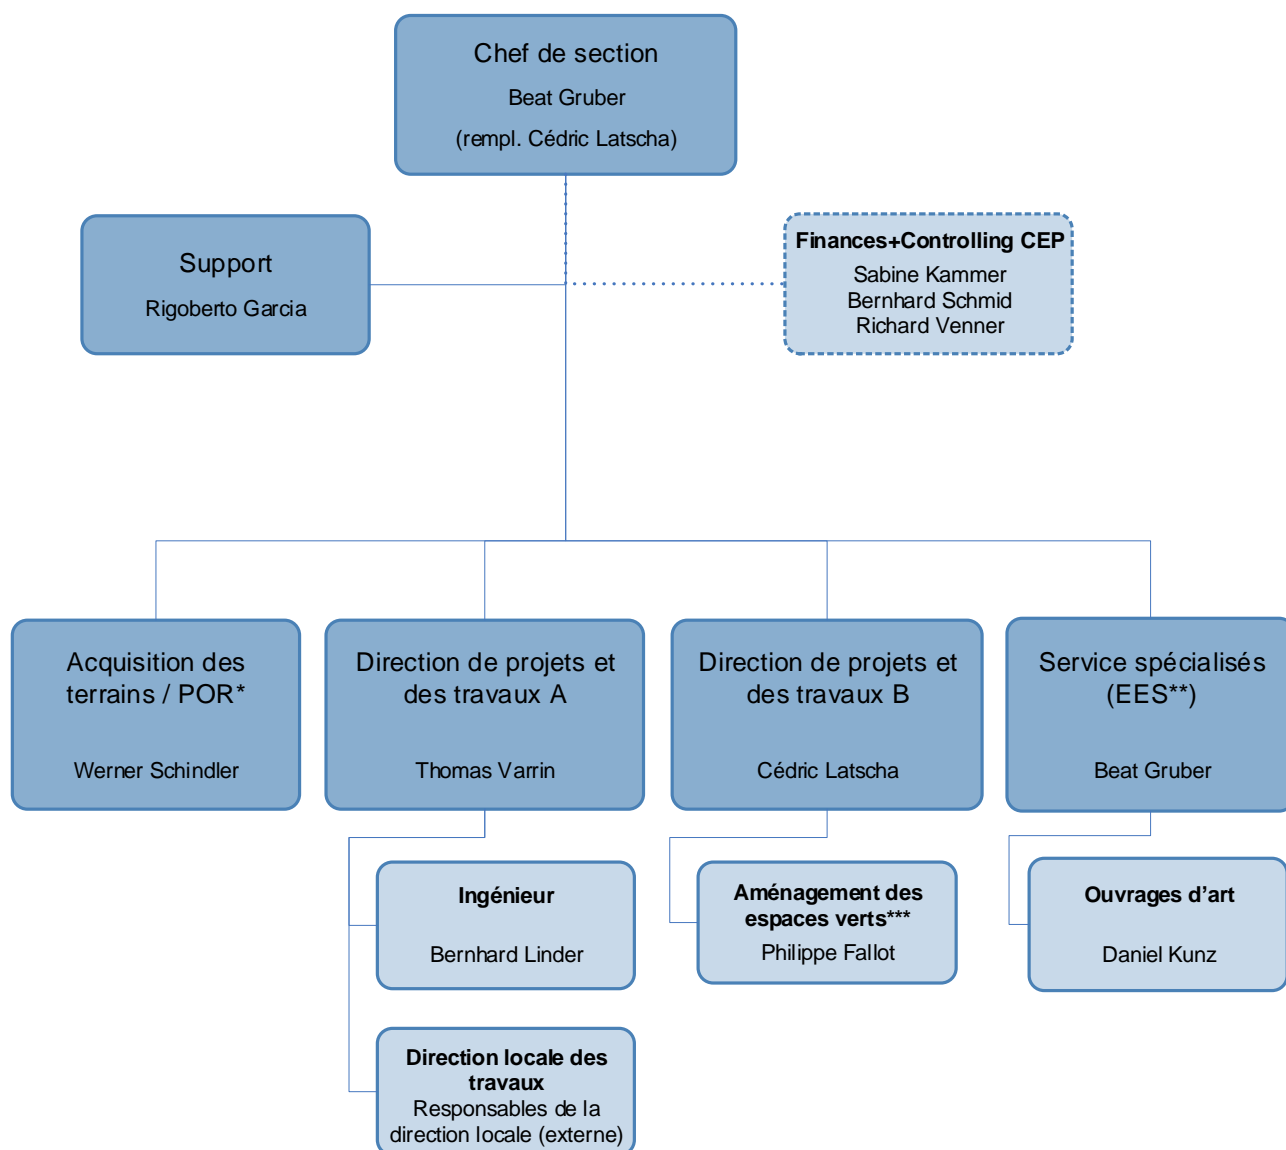 Chef de section
Beat Gruber
(rempl. Cédric Latscha)
Support
Rigoberto Garcia
Finances+Controlling CEP
Sabine Kammer
Bernhard Schmid
Richard Venner
Acquisition des
terrains / POR*
Werner Schindler
Direction de projets et
des travaux A
Thomas Varrin
Direction de projets et
des travaux B
Cédric Latscha
Service spécialisés
(EES**)
Beat Gruber
Ingénieur
Bernhard Linder
Aménagement des
espaces verts***
Philippe Fallot
Ouvrages d’art
Daniel Kunz
Direction locale des
travaux
Responsables de la
direction locale (externe)